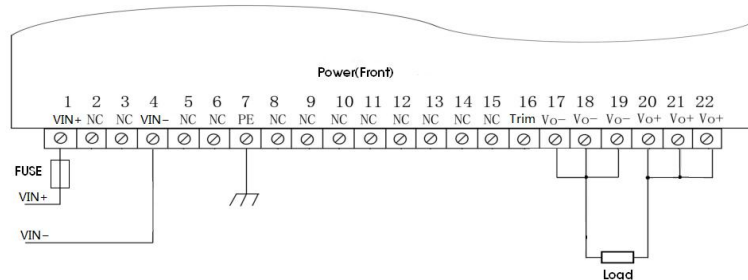 Power(Front)
1 2 3 4 5 6 7 8 9 10 11 12 13 14 15 16 17 18 19 20 21 22
VIN+ NC NC VIN- NC NC PE NC NC NC NC NC NC NC NC Trim Vo- Vo- Vo- Vo+ Vo+ Vo+
FUSE
VIN+
VIN-
Load